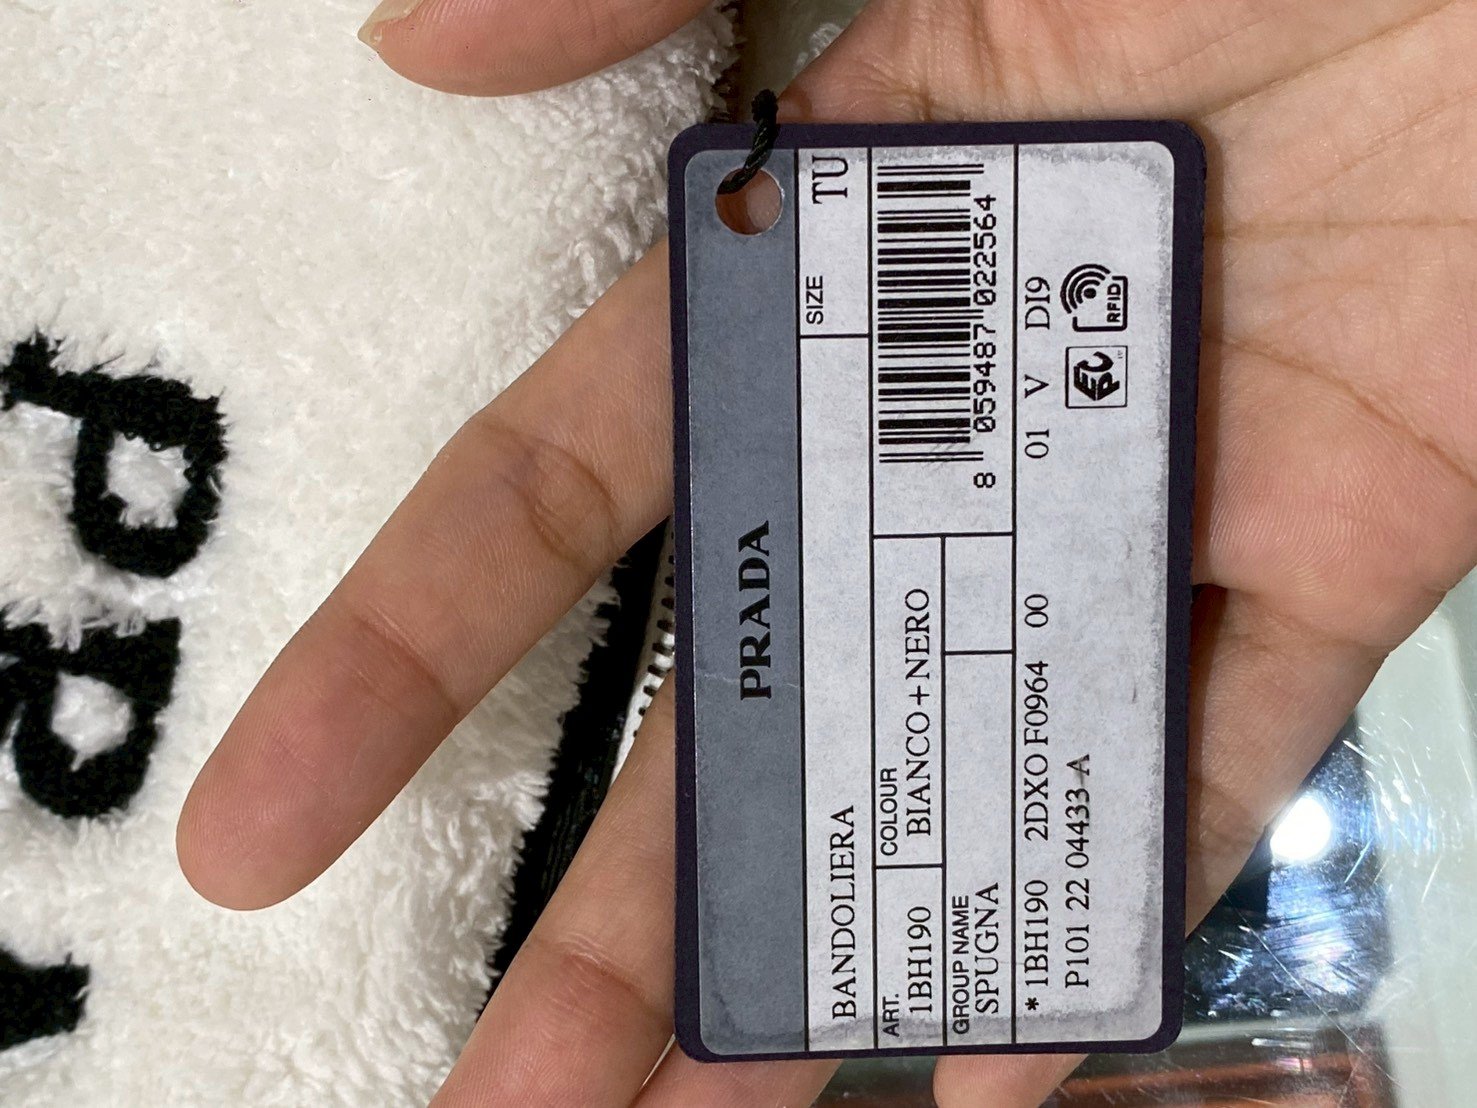 PRADA
BANDOLIERA
SIZE
TU
ART.
1BH190
COLOUR
BIANCO+NERO
GROUP NAME
SPUGNA
8 059487 022564
*1BH190 2DXO F0964 00 01 V DI9
P101 22 04433-A
EPC
RFID